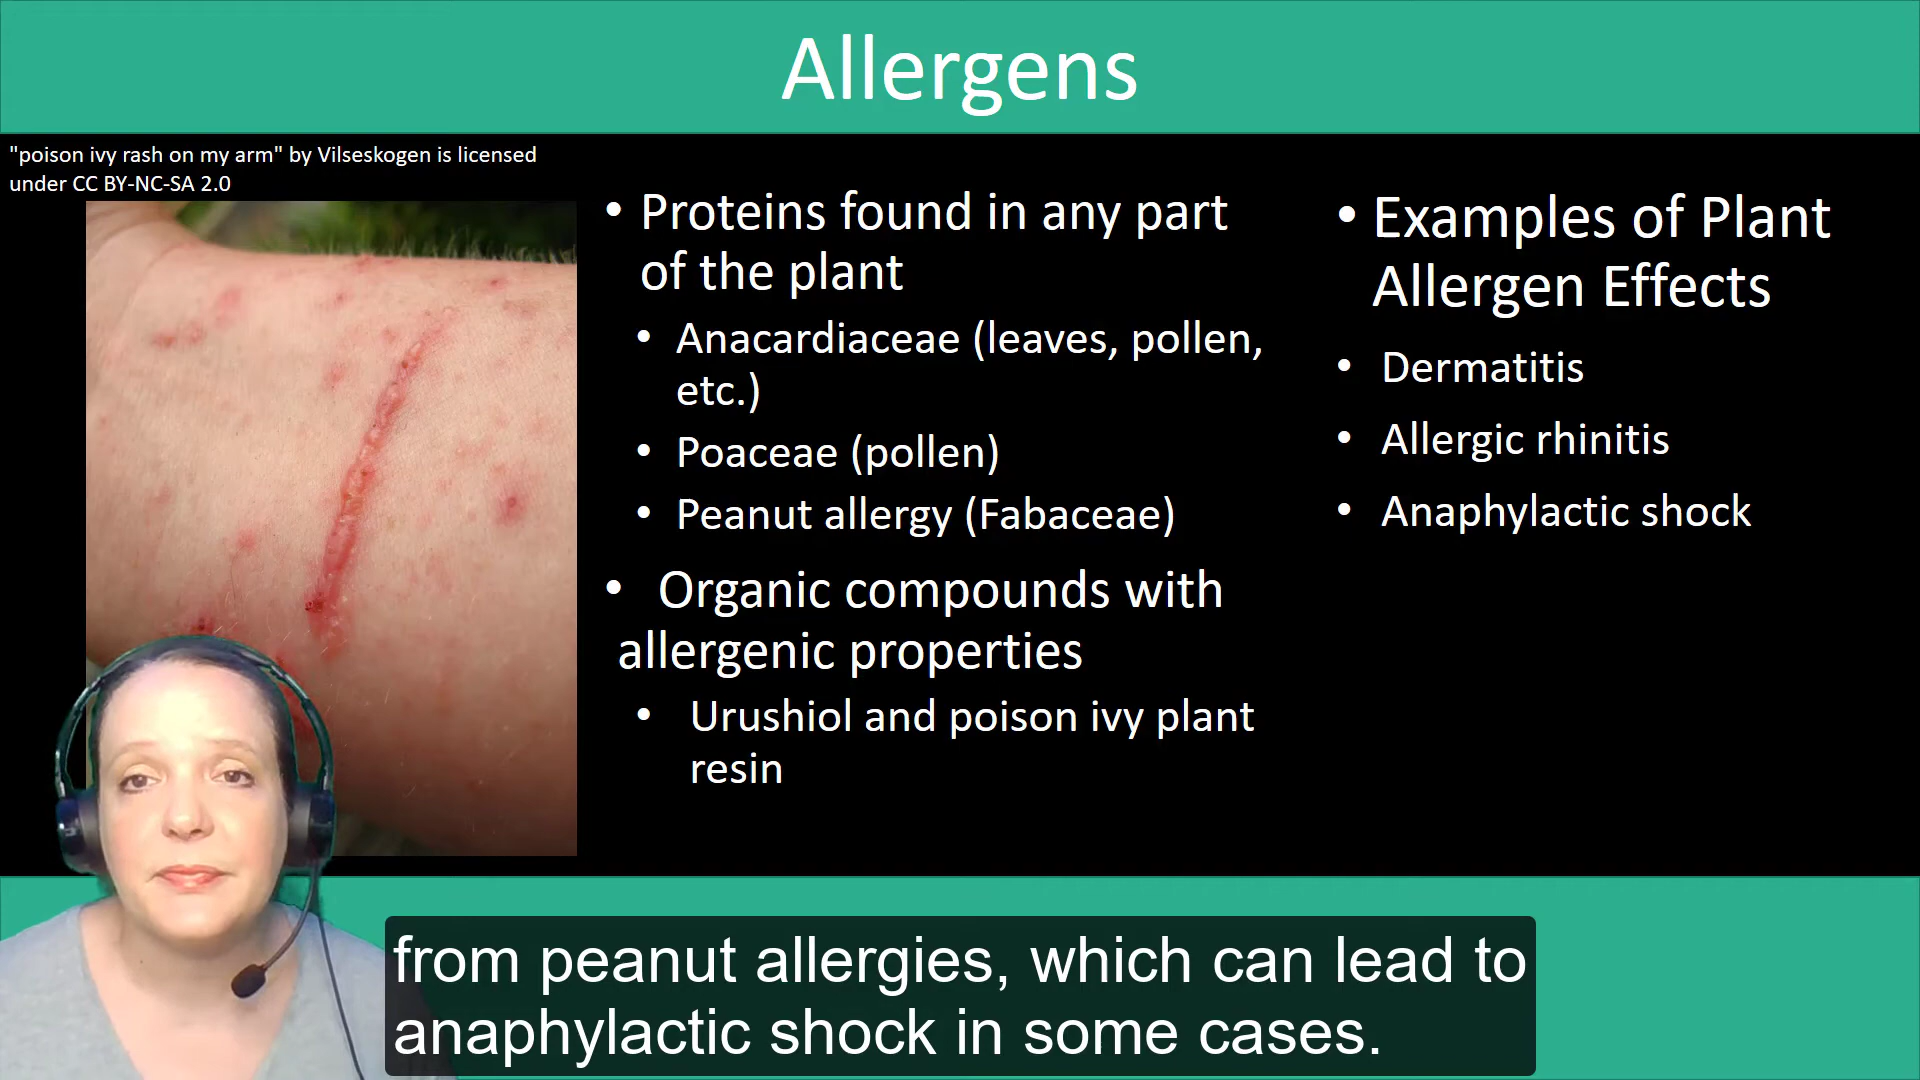 Allergens
"poison ivy rash on my arm" by Vilseskogen is licensed
under CC BY-NC-SA 2.0
• Proteins found in any part
of the plant
• Anacardiaceae (leaves, pollen,
etc.)
• Poaceae (pollen)
• Peanut allergy (Fabaceae)
• Organic compounds with
allergenic properties
• Urushiol and poison ivy plant
resin
• Examples of Plant
Allergen Effects
• Dermatitis
• Allergic rhinitis
• Anaphylactic shock
from peanut allergies, which can lead to
anaphylactic shock in some cases.